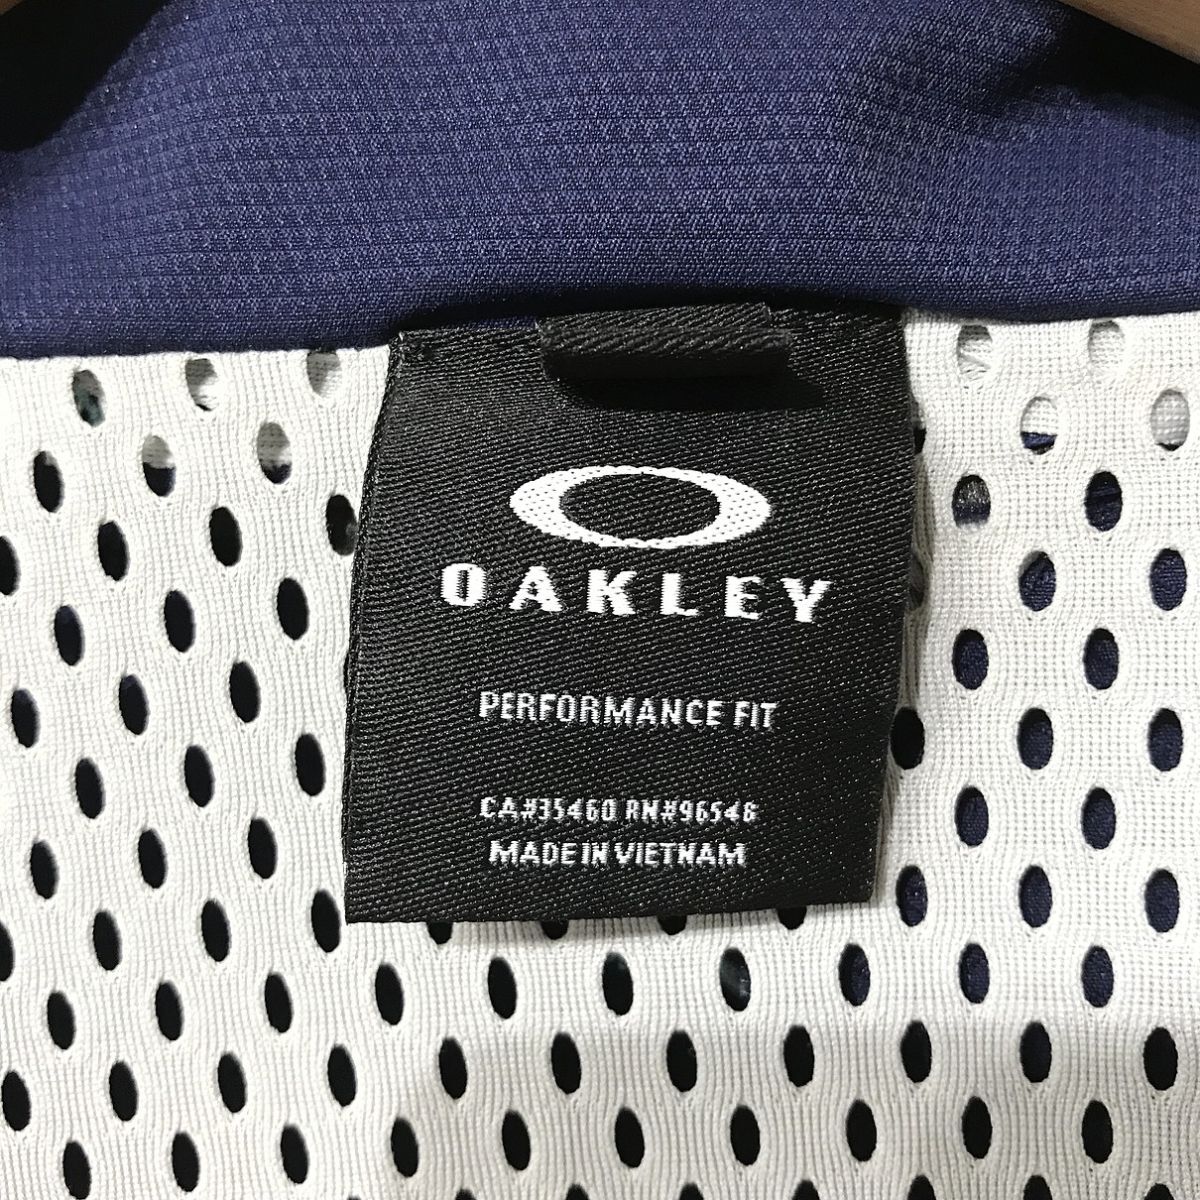 OAKLEY
PERFORMANCE FIT
CA#35460 RN#96548
MADE IN VIETNAM